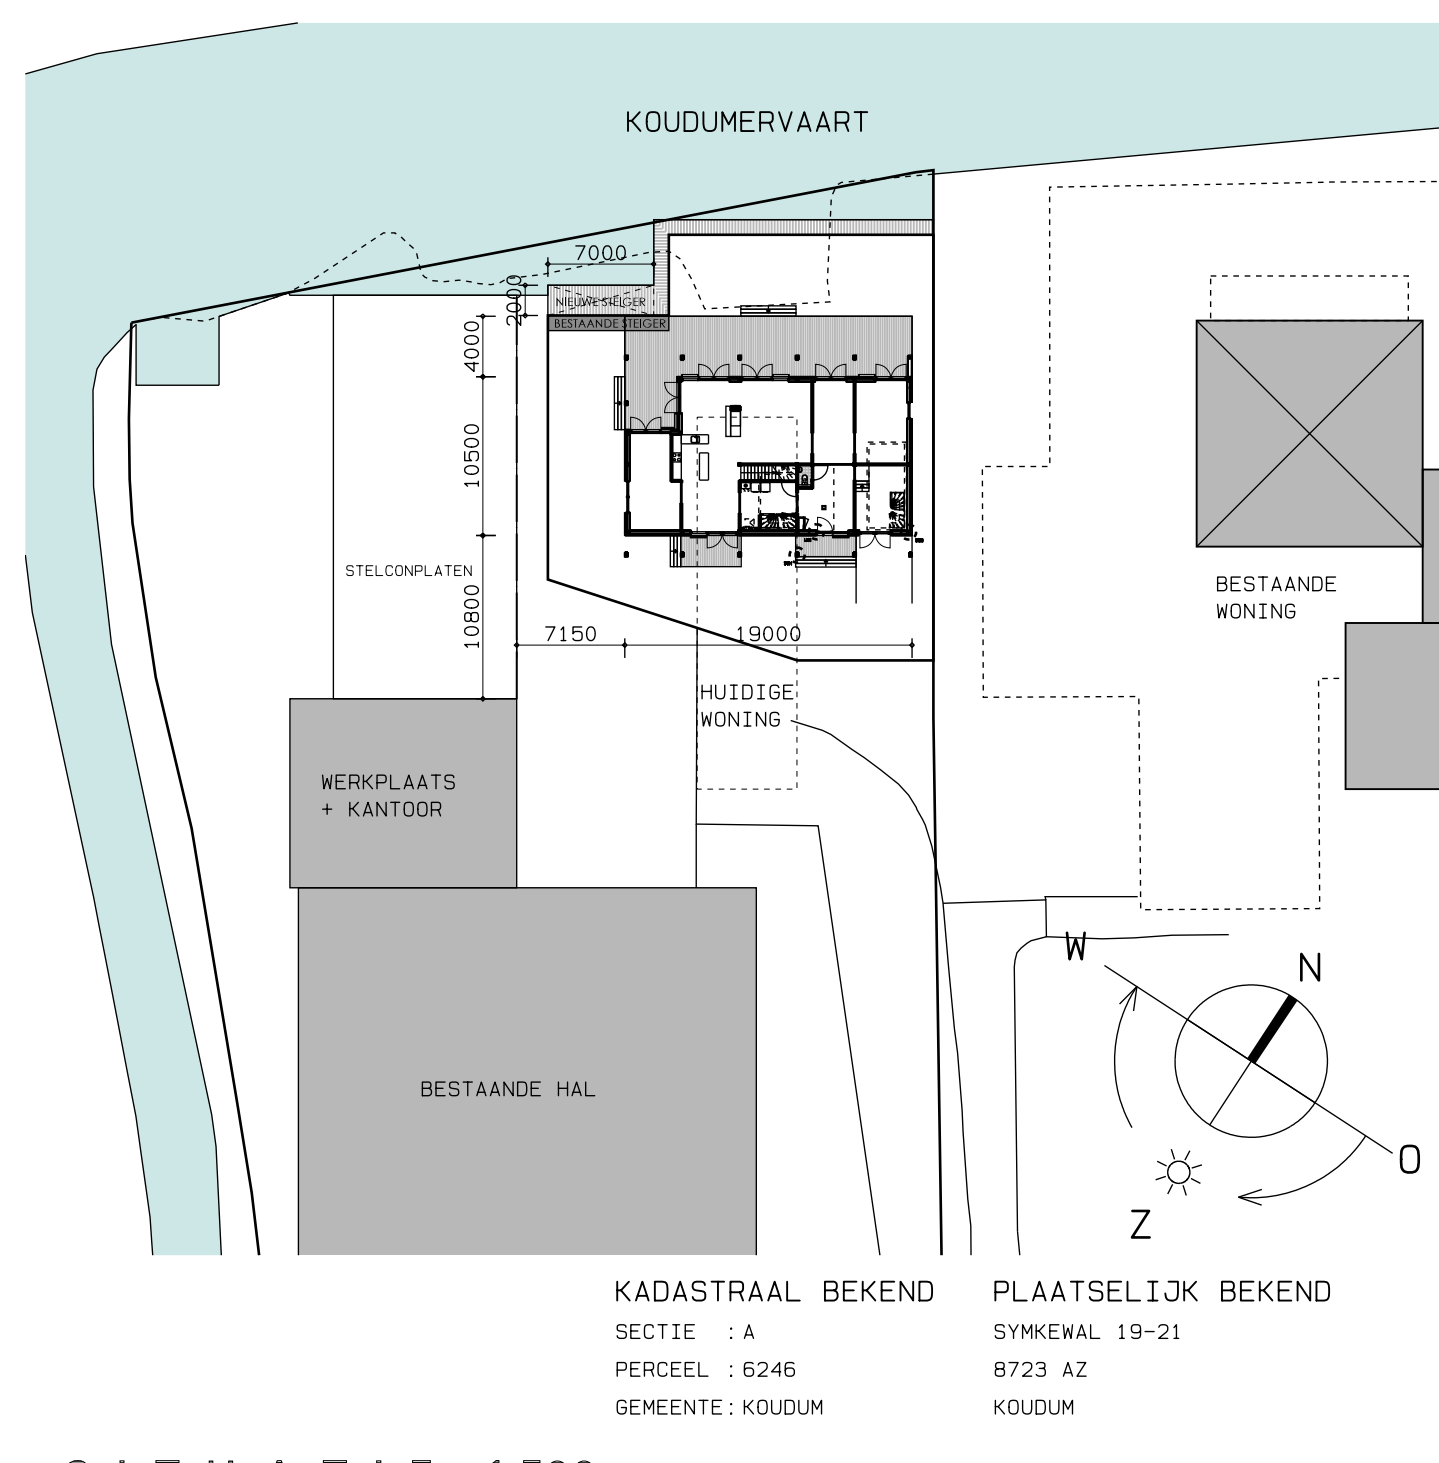 KOUDUMERVAART
7000
2000
NIEUWE STEIGER
BESTAANDE STEIGER
4000
10500
STELCONPLATEN
10800
7150
19000
BESTAANDE
WONING
HUIDIGE
WONING
WERKPLAATS
+ KANTOOR
W
N
BESTAANDE HAL
O
Z
KADASTRAAL BEKEND
SECTIE : A
PERCEEL : 6246
GEMEENTE : KOUDUM
PLAATSELIJK BEKEND
SYMKEWAL 19-21
8723 AZ
KOUDUM